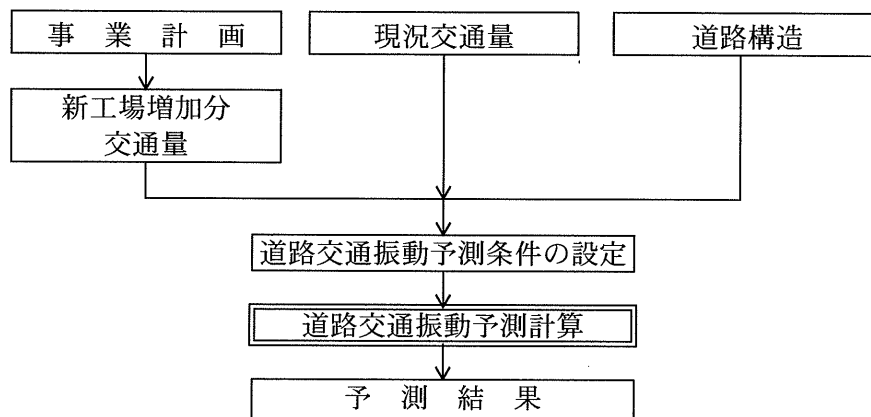 事 業 計 画
現況交通量
道路構造
新工場増加分
交通量
道路交通振動予測条件の設定
道路交通振動予測計算
予 測 結 果